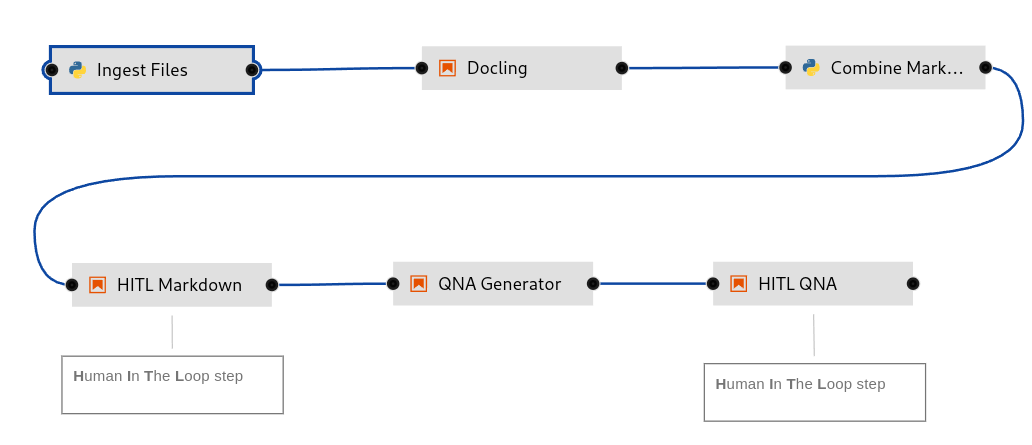 Ingest Files
Docling
Combine Mark...
HITL Markdown
QNA Generator
HITL QNA
Human In The Loop step
Human In The Loop step